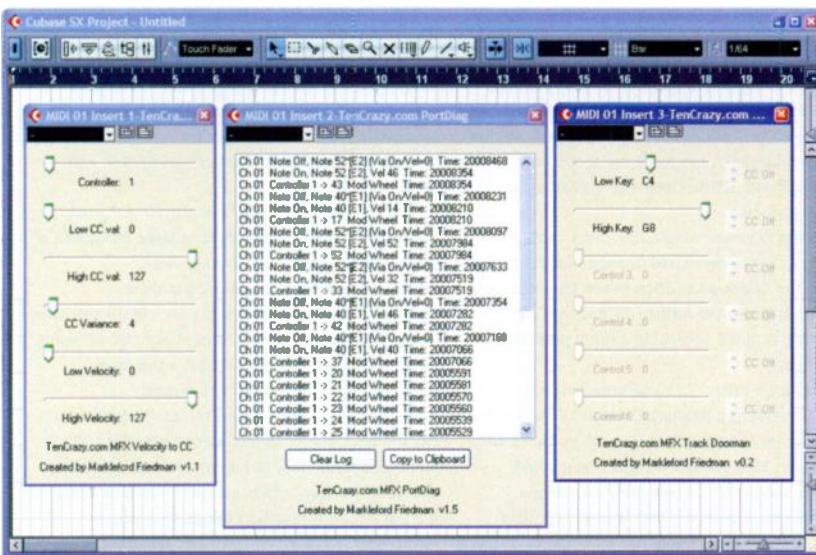 Cubase SX Project - Untitled
Touch Fader
Bar
1/64
2 3 4 5 6 7 8 9 10 11 12 13 14 15 16 17 18 19 20
MIDI 01 Insert 1-TenCra...
Controller: 1
Low CC val: 0
High CC val: 127
CC Variance: 4
Low Velocity: 0
High Velocity: 127
TenCrazy.com MFX Velocity to CC
Created by Markleford Friedman v1.1
MIDI 01 Insert 2-TenCrazy.com PortDiag
Ch 01 Note Off, Note 52*[E2] (Via On/Vel=0) Time: 20008468
Ch 01 Note On, Note 52 [E2], Vel 46 Time: 20008354
Ch 01 Controller 1 -> 43 Mod Wheel Time: 20008354
Ch 01 Note Off, Note 40*[E1] (Via On/Vel=0) Time: 20008231
Ch 01 Note On, Note 40 [E1], Vel 14 Time: 20008210
Ch 01 Controller 1 -> 17 Mod Wheel Time: 20008210
Ch 01 Note Off, Note 52*[E2] (Via On/Vel=0) Time: 20008097
Ch 01 Note On, Note 52 [E2], Vel 52 Time: 20007984
Ch 01 Controller 1 -> 52 Mod Wheel Time: 20007984
Ch 01 Note Off, Note 52*[E2] (Via On/Vel=0) Time: 20007633
Ch 01 Note On, Note 52 [E2], Vel 32 Time: 20007519
Ch 01 Controller 1 -> 33 Mod Wheel Time: 20007519
Ch 01 Note Off, Note 40*[E1] (Via On/Vel=0) Time: 20007354
Ch 01 Note On, Note 40 [E1], Vel 46 Time: 20007282
Ch 01 Controller 1 -> 42 Mod Wheel Time: 20007282
Ch 01 Note Off, Note 40*[E1] (Via On/Vel=0) Time: 20007168
Ch 01 Note On, Note 40 [E1], Vel 40 Time: 20007066
Ch 01 Controller 1 -> 37 Mod Wheel Time: 20007066
Ch 01 Controller 1 -> 20 Mod Wheel Time: 20005591
Ch 01 Controller 1 -> 21 Mod Wheel Time: 20005581
Ch 01 Controller 1 -> 22 Mod Wheel Time: 20005570
Ch 01 Controller 1 -> 23 Mod Wheel Time: 20005560
Ch 01 Controller 1 -> 24 Mod Wheel Time: 20005539
Ch 01 Controller 1 -> 25 Mod Wheel Time: 20005529
Clear Log Copy to Clipboard
TenCrazy.com MFX PortDiag
Created by Markleford Friedman v1.5
MIDI 01 Insert 3-TenCrazy.com ...
Low Key: C4 CC Off
High Key: G8 CC Off
Control 3: 0 CC Off
Control 4: 0 CC Off
Control 5: 0 CC Off
Control 6: 0 CC Off
TenCrazy.com MFX Track Doorman
Created by Markleford Friedman v0.2